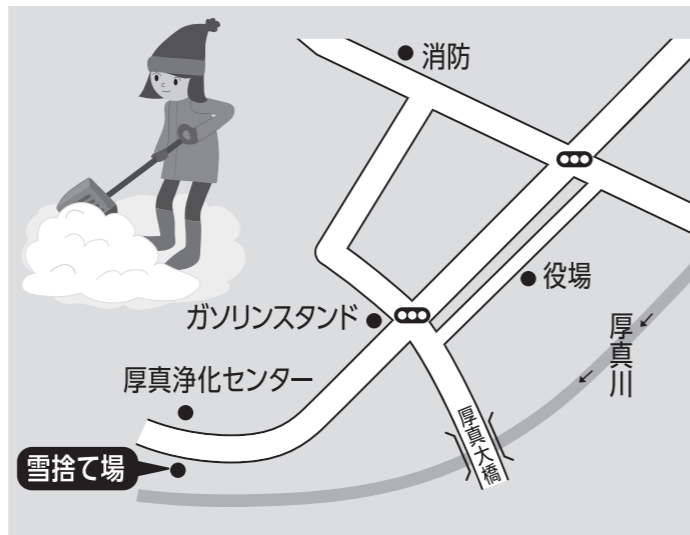 消防
役場
ガソリンスタンド
厚真川
厚真浄化センター
厚真大橋
雪捨て場